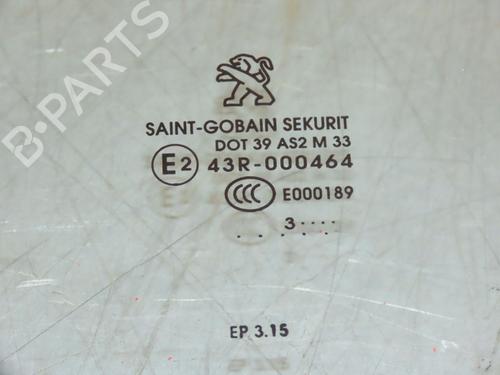 B-PARTS
SAINT-GOBAIN SEKURIT
DOT 39 AS2 M 33
E2 43R-000464
CCC E000189
3....
. . . . .
EP 3.15